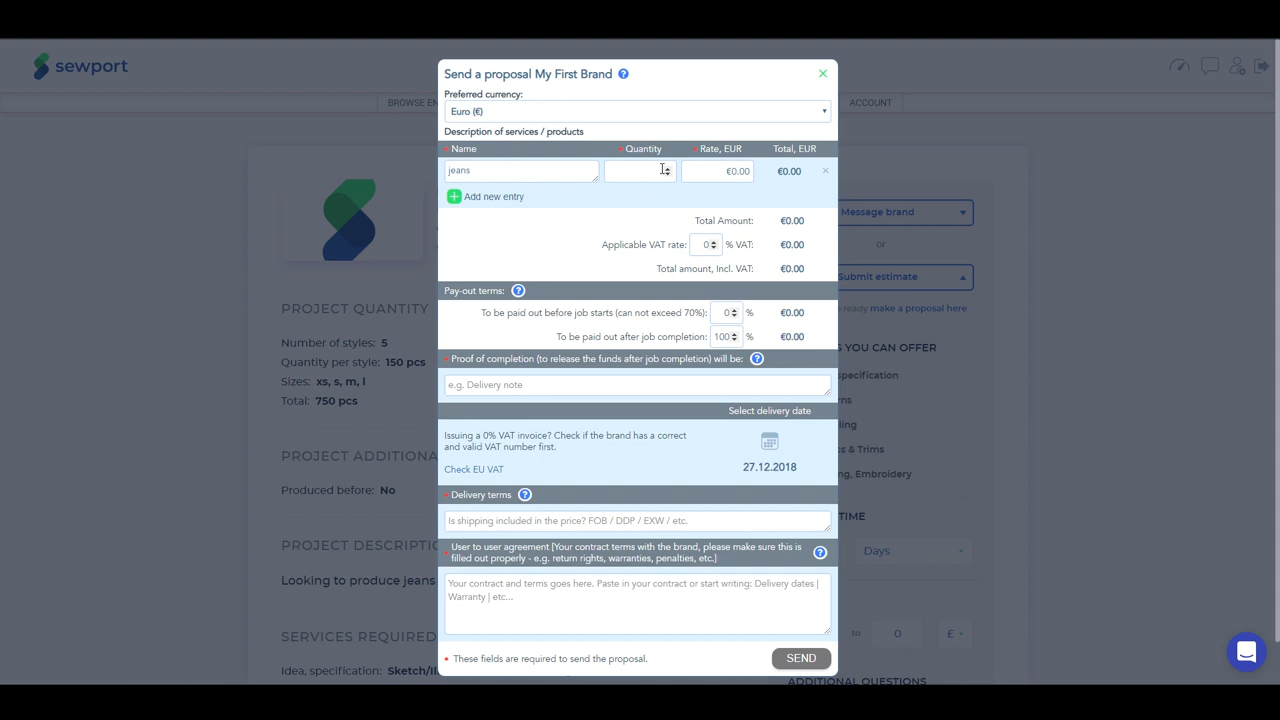 sewport
Send a proposal My First Brand ?
Preferred currency:
BROWSE EN
Euro (€)
ACCOUNT
Description of services / products
* Name * Quantity * Rate, EUR Total, EUR
jeans €0.00 €0.00 ×
+ Add new entry
Message brand
Total Amount: €0.00
Applicable VAT rate: 0 % VAT: €0.00
or
Total amount, Incl. VAT: €0.00
Submit estimate
Pay-out terms: ?
PROJECT QUANTITY
ready make a proposal here
To be paid out before job starts (can not exceed 70%): 0 % €0.00
To be paid out after job completion: 100 % €0.00
Number of styles: 5
S YOU CAN OFFER
* Proof of completion (to release the funds after job completion) will be: ?
Quantity per style: 150 pcs
pecification
Sizes: xs, s, m, l
e.g. Delivery note
Total: 750 pcs
rns
Select delivery date
ling
Issuing a 0% VAT invoice? Check if the brand has a correct
and valid VAT number first.
s & Trims
PROJECT ADDITIONA
Check EU VAT
27.12.2018
ng, Embroidery
Produced before: No
* Delivery terms ?
TIME
Is shipping included in the price? FOB / DDP / EXW / etc.
PROJECT DESCRIPTI
* User to user agreement [Your contract terms with the brand, please make sure this is
filled out properly - e.g. return rights, warranties, penalties, etc.] ?
Days
Looking to produce jeans
Your contract and terms goes here. Paste in your contract or start writing: Delivery dates |
Warranty | etc...
SERVICES REQUIRED
to 0 £
* These fields are required to send the proposal.
SEND
Idea, specification: Sketch/Il
ADDITIONAL QUESTIONS